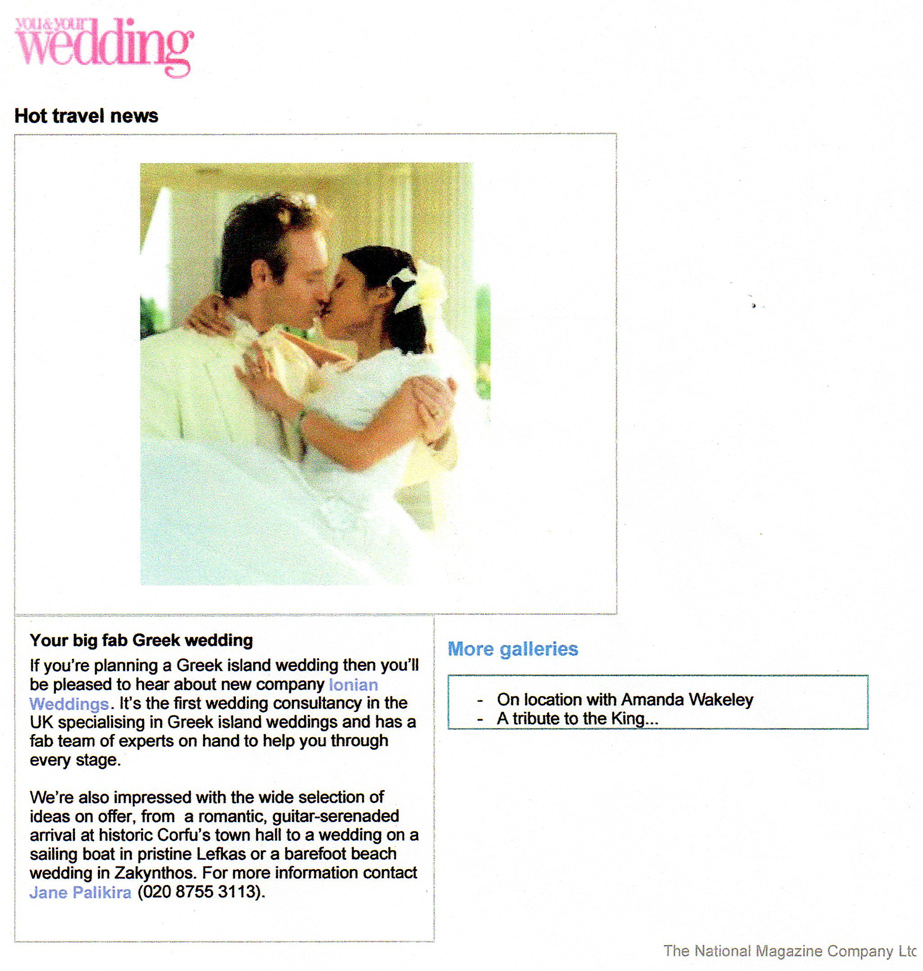 you & your
wedding
Hot travel news
Your big fab Greek wedding
If you're planning a Greek island wedding then you'll
be pleased to hear about new company Ionian
Weddings. It's the first wedding consultancy in the
UK specialising in Greek island weddings and has a
fab team of experts on hand to help you through
every stage.
We're also impressed with the wide selection of
ideas on offer, from a romantic, guitar-serenaded
arrival at historic Corfu's town hall to a wedding on a
sailing boat in pristine Lefkas or a barefoot beach
wedding in Zakynthos. For more information contact
Jane Palikira (020 8755 3113).
More galleries
- On location with Amanda Wakeley
- A tribute to the King...
The National Magazine Company Ltd